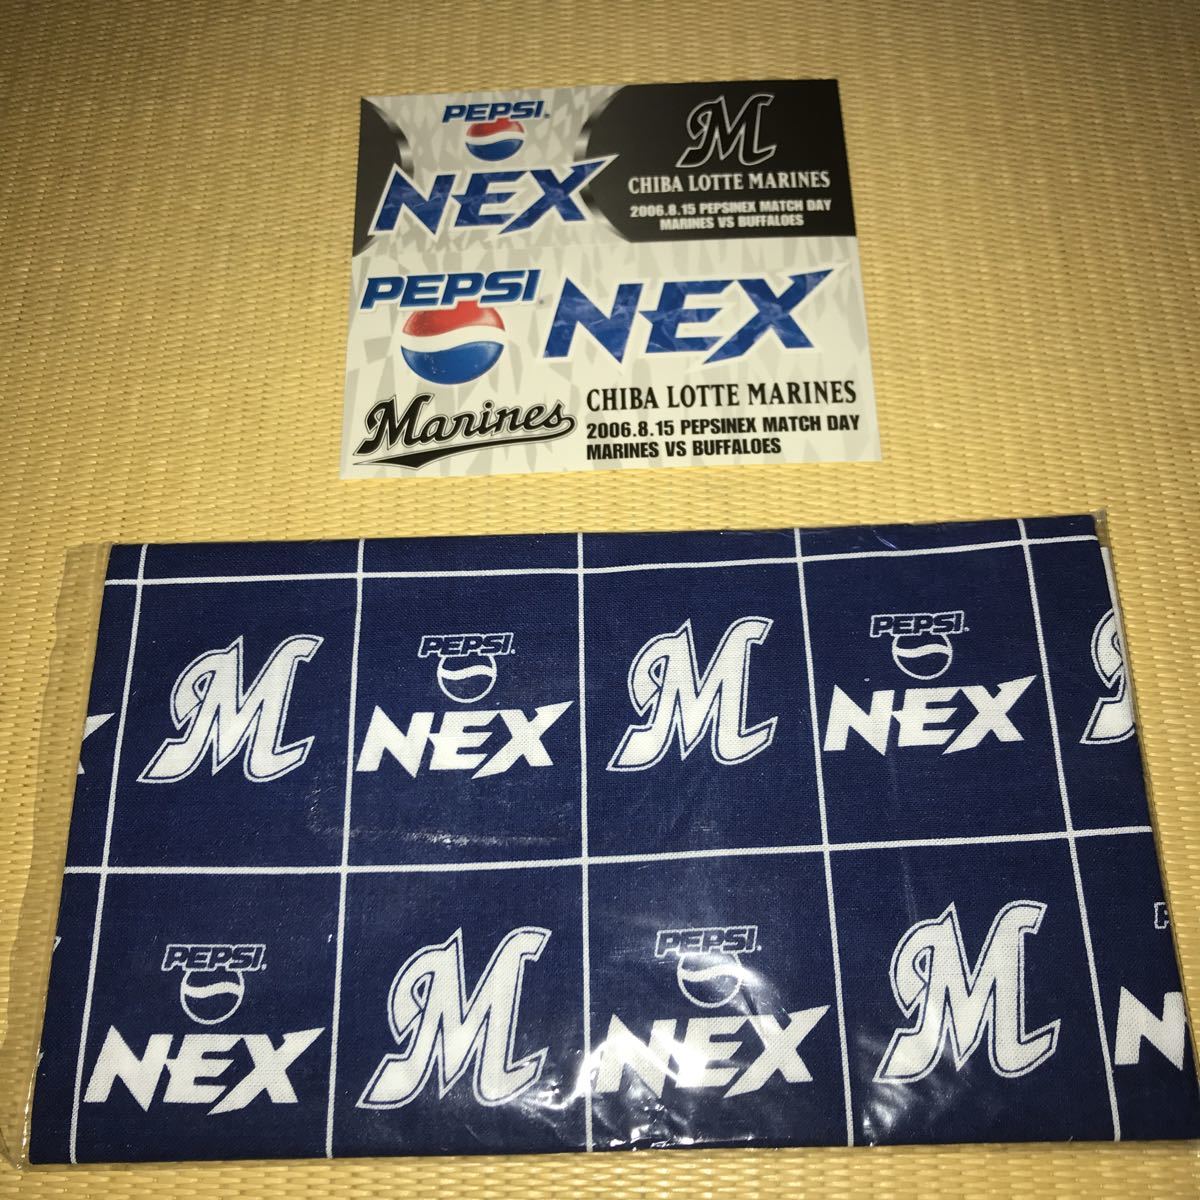 PEPSI
NEX
M
CHIBA LOTTE MARINES
2006.8.15 PEPSINEX MATCH DAY
MARINES VS BUFFALOES
PEPSI NEX
Marines
CHIBA LOTTE MARINES
2006.8.15 PEPSINEX MATCH DAY
MARINES VS BUFFALOES
M
PEPSI
NEX
M
PEPSI
NEX
PEPSI
NEX
M
PEPSI
NEX
M